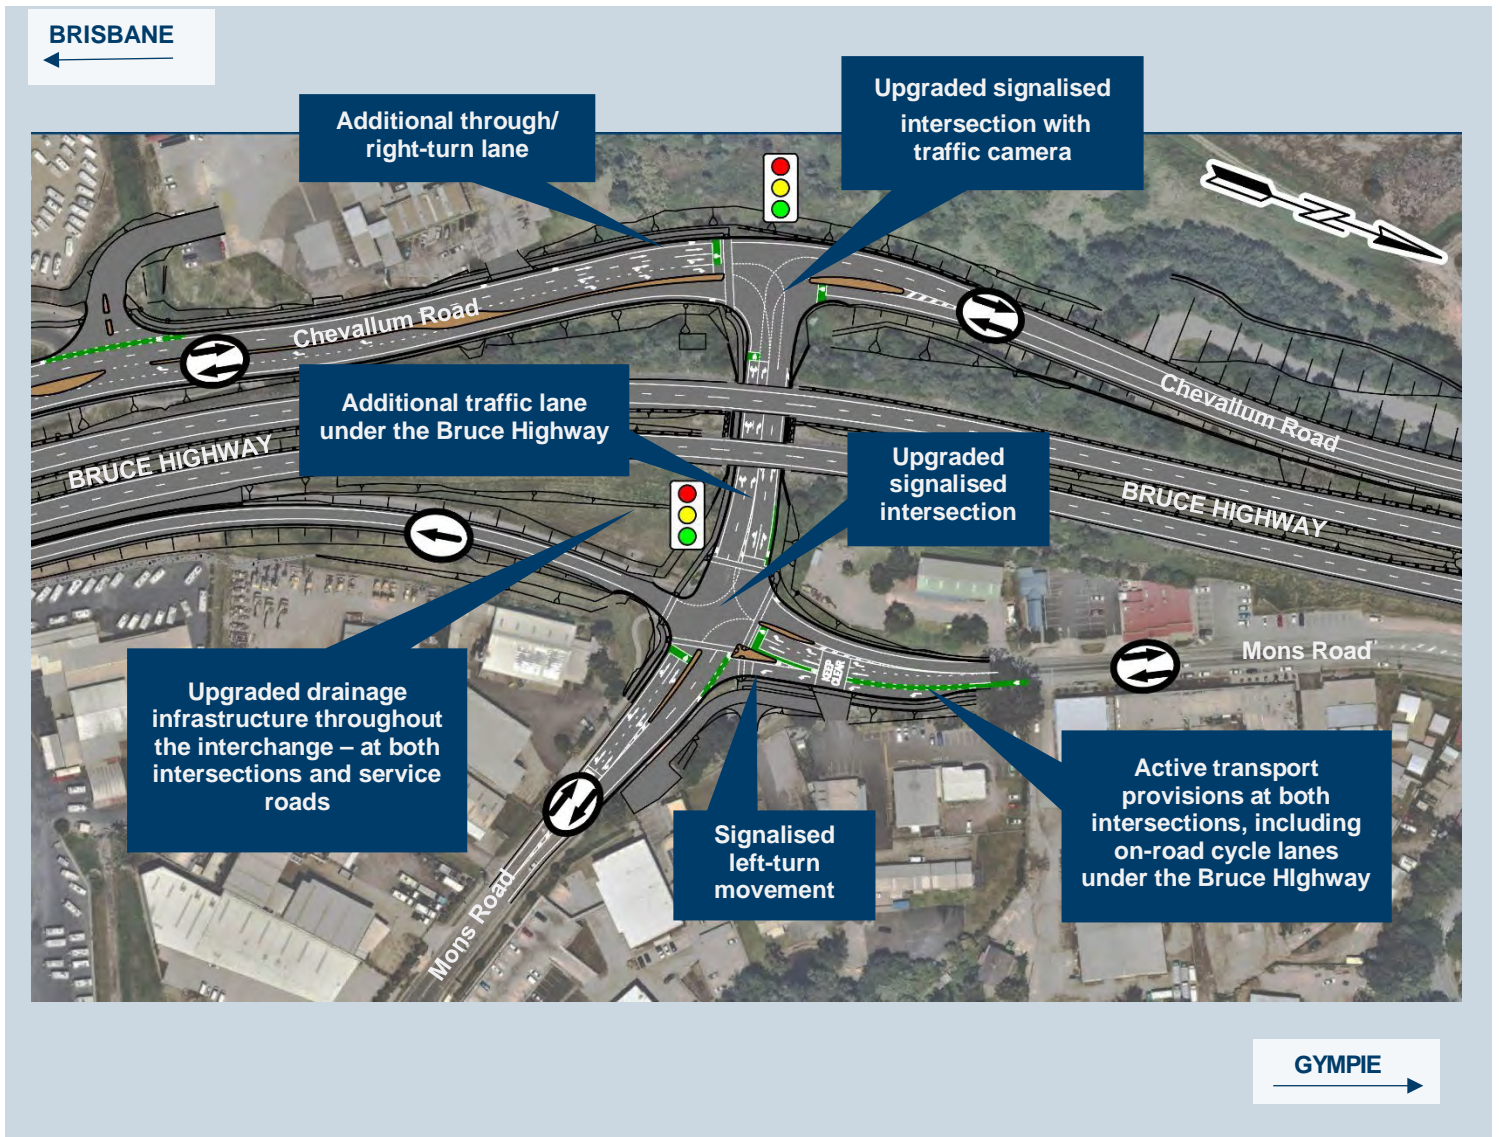 BRISBANE
Additional through/
right-turn lane
Upgraded signalised
intersection with
traffic camera
Chevallum Road
Chevallum Road
Additional traffic lane
under the Bruce Highway
BRUCE HIGHWAY
Upgraded
signalised
intersection
BRUCE HIGHWAY
Mons Road
KEEP
CLEAR
Upgraded drainage
infrastructure throughout
the interchange – at both
intersections and service
roads
Active transport
provisions at both
intersections, including
on-road cycle lanes
under the Bruce HIghway
Signalised
left-turn
movement
Mons Road
GYMPIE